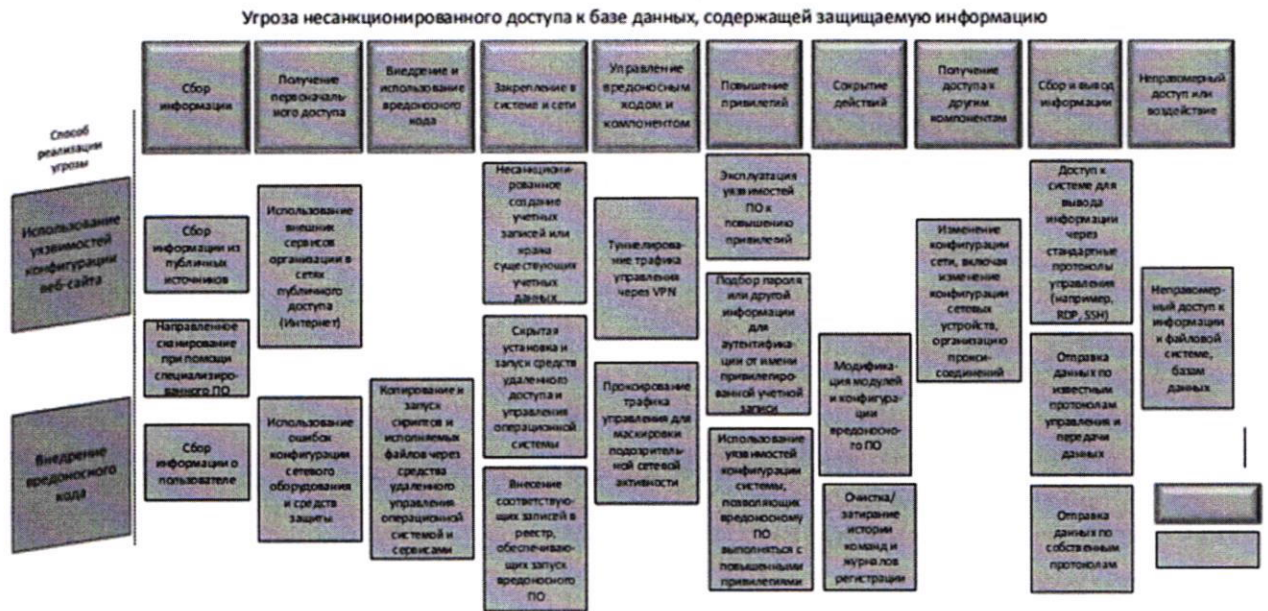 Угроза несанкционированного доступа к базе данных, содержащей защищаемую информацию
Способ
реализации
угрозы
Сбор
информации
Получение
первоначаль-
ного доступа
Внедрение и
использование
вредоносного
кода
Закрепление в
системе и сети
Управление
вредоносным
кодом и
компонентом
Повышение
привилегий
Сокрытие
действий
Получение
доступа к
другим
компонентам
Сбор и вывод
информации
Неправомерный
доступ или
воздействие
Использование
уязвимостей
конфигурации
веб-сайта
Внедрение
вредоносного
кода
Сбор
информации из
публичных
источников
Направленное
сканирование
при помощи
специализиро-
ванного ПО
Сбор
информации о
пользователе
Использование
внешних
сервисов
организации в
сетях
публичного
доступа
(Интернет)
Использование
ошибок
конфигурации
сетевого
оборудования
и средств
защиты
Копирование и
запуск
скриптов и
исполняемых
файлов через
средства
удаленного
управления
операционной
системой и
сервисами
Несанкциони-
рованное
создание
учетных
записей или
кража
существующих
учетных
данных
Скрытая
установка и
запуск средств
удаленного
доступа и
управления
операционной
системы
Внесение
соответствую-
щих записей в
реестр,
обеспечиваю-
щих запуск
вредоносного
ПО
Туннелирова-
ние трафика
управления
через VPN
Проксирование
трафика
управления для
маскировки
подозритель-
ной сетевой
активности
Эксплуатация
уязвимостей
ПО к
повышению
привилегий
Подбор пароля
или другой
информации
для
аутентифика-
ции от имени
привилегиро-
ванной учетной
записи
Использование
уязвимостей
конфигурации
системы,
позволяющих
вредоносному
ПО
выполняться с
повышенными
привилегиями
Модифика-
ция модулей
и конфигура-
ции
вредоносно-
го ПО
Очистка/
затирание
истории
команд и
журналов
регистрации
Изменение
конфигурации
сети, включая
изменение
конфигурации
сетевых
устройств,
организацию
прокси-
соединений
Доступ к
системе для
вывода
информации
через
стандартные
протоколы
управления
(например,
RDP, SSH)
Отправка
данных по
известным
протоколам
управления и
передачи
данных
Отправка
данных по
собственным
протоколам
Неправомер-
ный доступ к
информации
к файловой
системе,
базам
данных